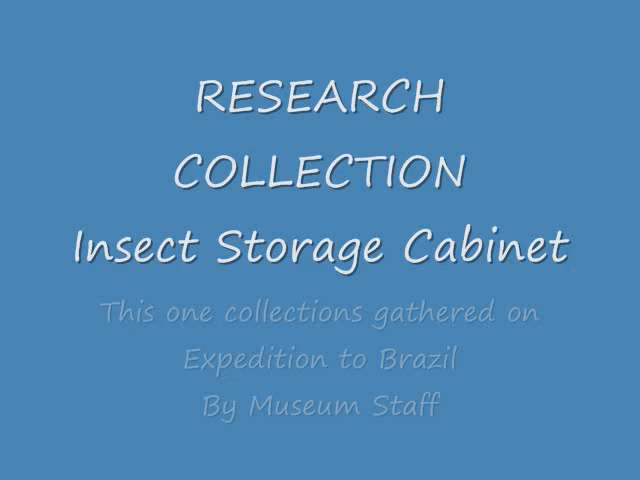 RESEARCH
COLLECTION
Insect Storage Cabinet
This one collections gathered on
Expedition to Brazil
By Museum Staff